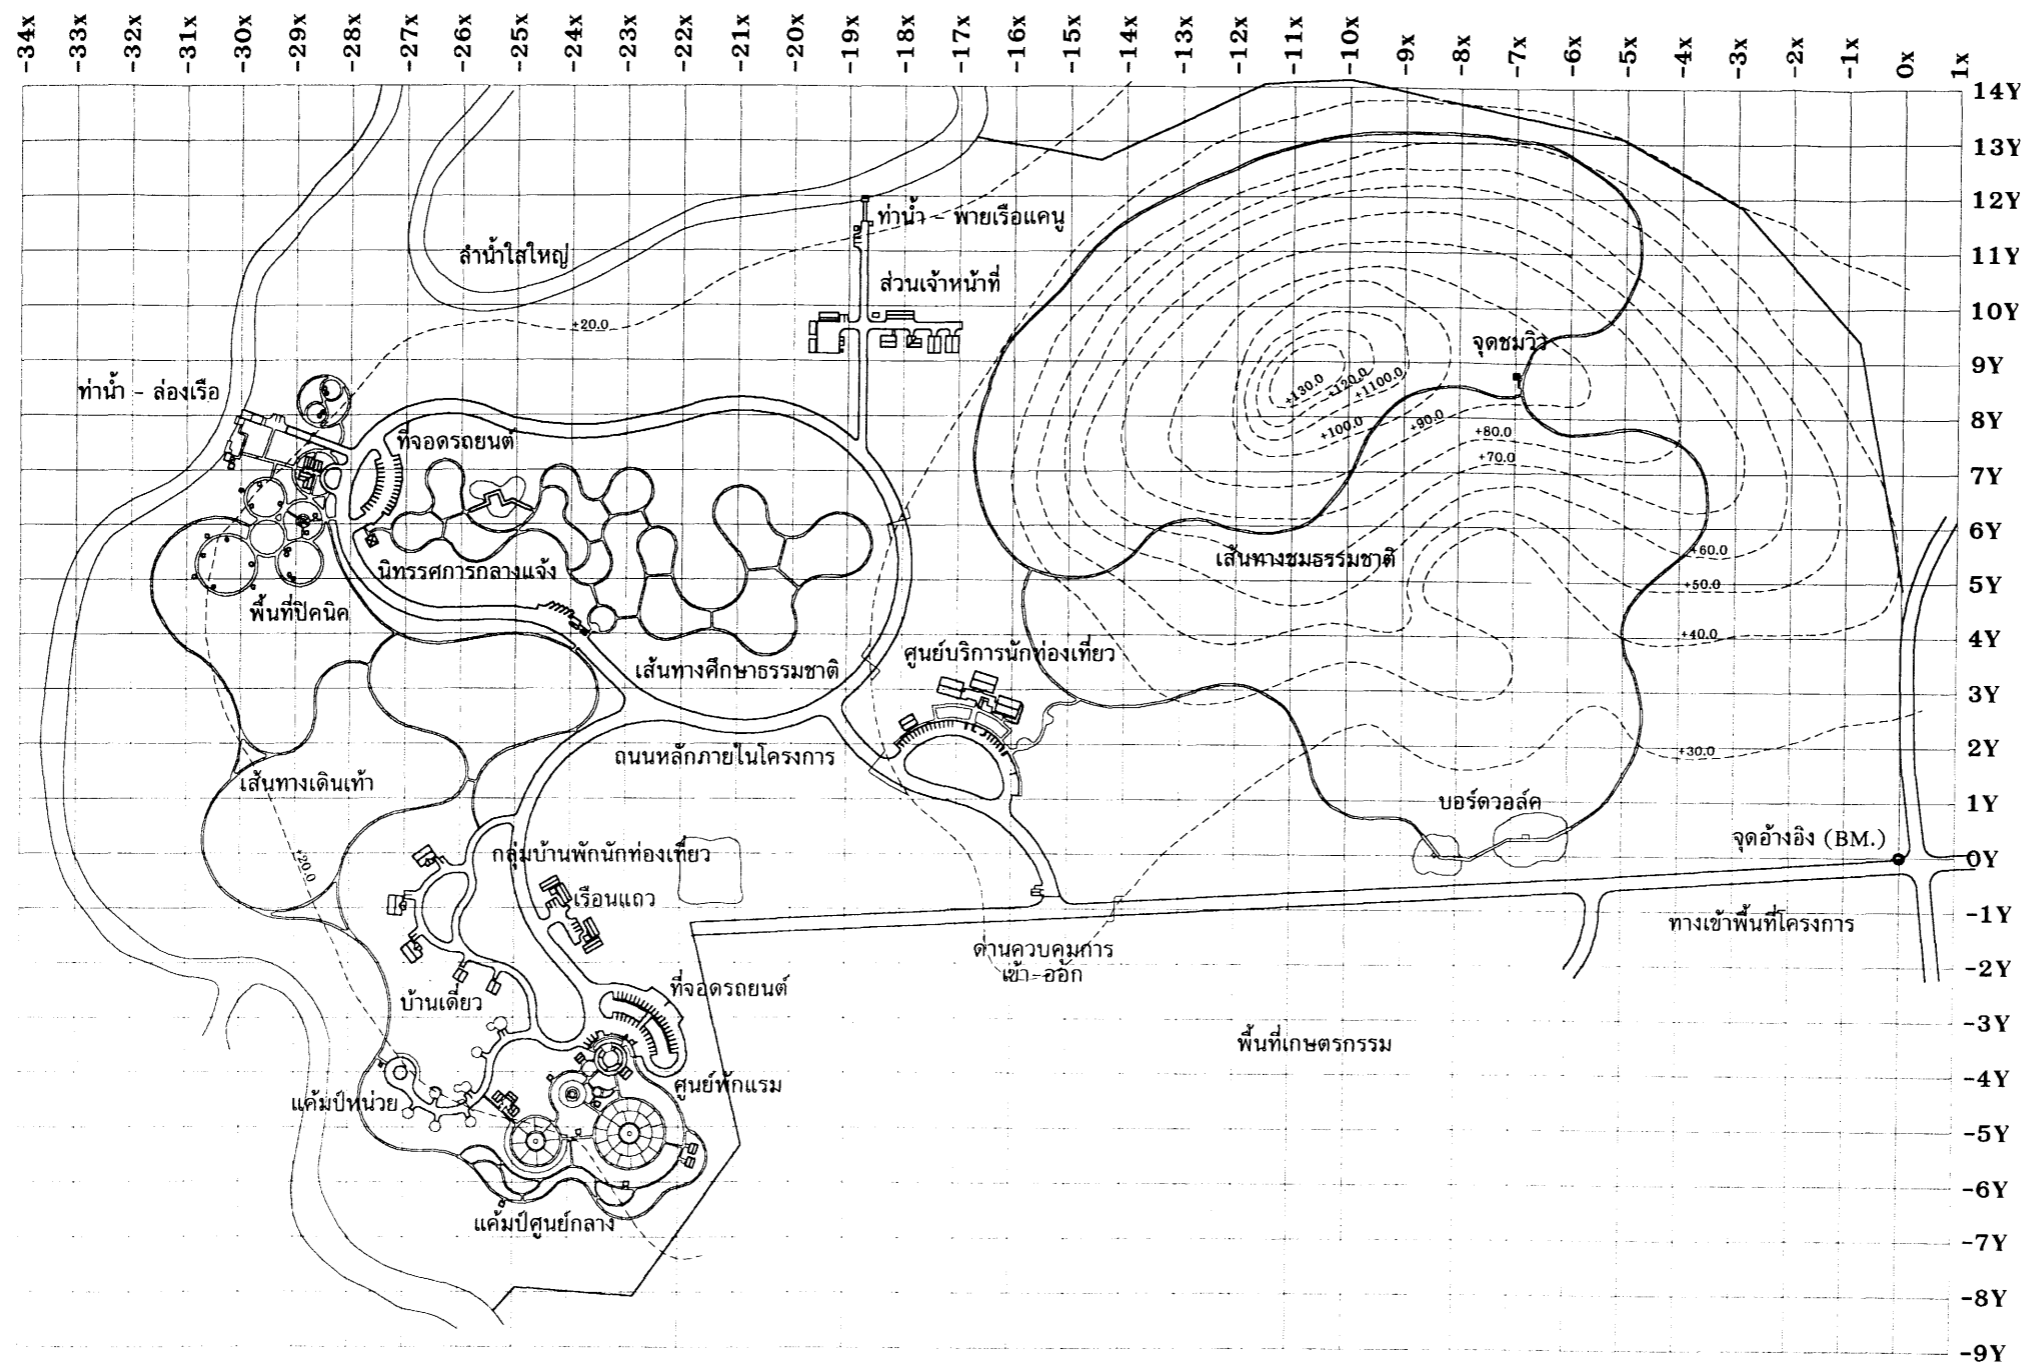 -34x -33x -32x -31x -30x -29x -28x -27x -26x -25x -24x -23x -22x -21x -20x -19x -18x -17x -16x -15x -14x -13x -12x -11x -10x -9x -8x -7x -6x -5x -4x -3x -2x -1x 0x 1x
14Y
13Y
12Y
ท่าน้ำ - พายเรือแคนู
ลำน้ำใสใหญ่
11Y
ส่วนเจ้าหน้าที่
10Y
+20.0
จุดชมวิว
9Y
+130.0
+120.0
+1100.0
ท่าน้ำ - ล่องเรือ
8Y
+100.0
+90.0
+80.0
ที่จอดรถยนต์
+70.0
7Y
6Y
เส้นทางชมธรรมชาติ
+60.0
นิทรรศการกลางแจ้ง
5Y
+50.0
พื้นที่ปิคนิค
4Y
+40.0
ศูนย์บริการนักท่องเที่ยว
เส้นทางศึกษาธรรมชาติ
3Y
2Y
+30.0
ถนนหลักภายในโครงการ
เส้นทางเดินเท้า
1Y
บอร์ดวอล์ค
จุดอ้างอิง (BM.)
กลุ่มบ้านพักนักท่องเที่ยว
0Y
+20.0
เรือนแถว
-1Y
ทางเข้าพื้นที่โครงการ
ด่านควบคุมการ
เข้า-ออก
-2Y
ที่จอดรถยนต์
บ้านเดี่ยว
-3Y
พื้นที่เกษตรกรรม
-4Y
ศูนย์พักแรม
แค้มป์หน่วย
-5Y
-6Y
แค้มป์ศูนย์กลาง
-7Y
-8Y
-9Y